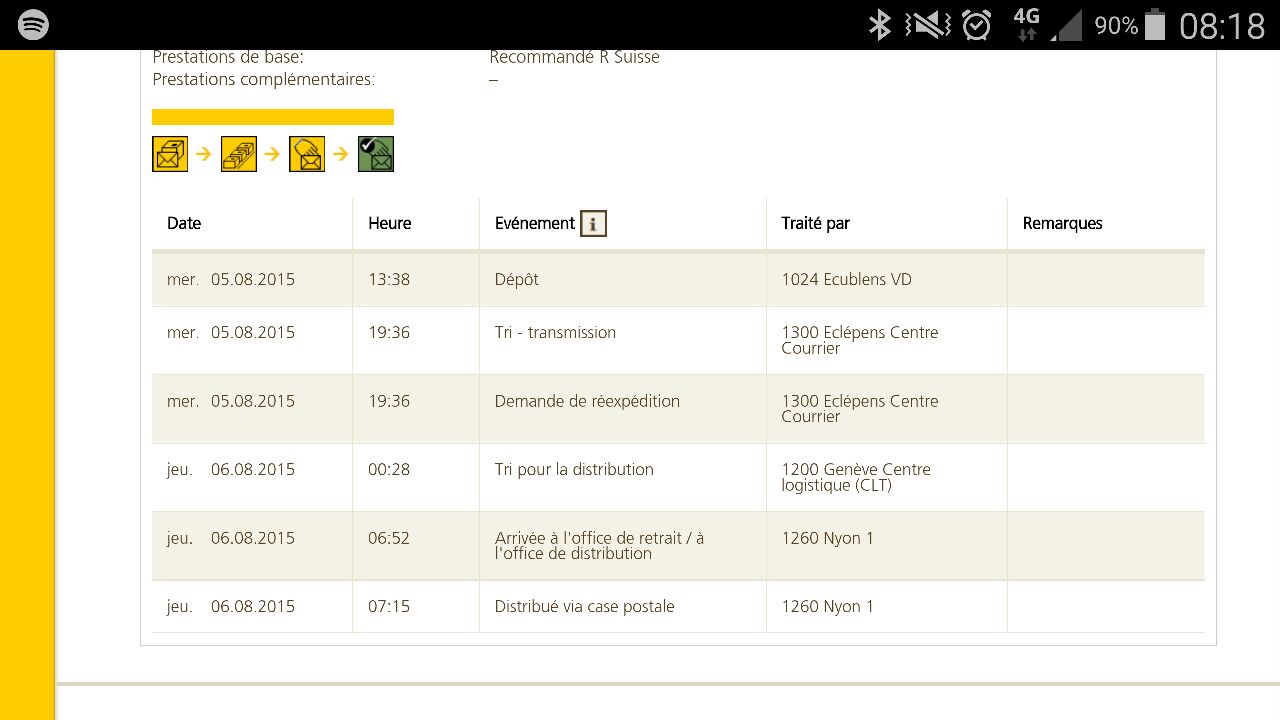 4G 90% 08:18
Prestations de base: Recommandé R Suisse
Prestations complémentaires: –
Date Heure Evénement i Traité par Remarques
mer. 05.08.2015 13:38 Dépôt 1024 Ecublens VD
mer. 05.08.2015 19:36 Tri - transmission 1300 Eclépens Centre
Courrier
mer. 05.08.2015 19:36 Demande de réexpédition 1300 Eclépens Centre
Courrier
jeu. 06.08.2015 00:28 Tri pour la distribution 1200 Genève Centre
logistique (CLT)
jeu. 06.08.2015 06:52 Arrivée à l'office de retrait / à 1260 Nyon 1
l'office de distribution
jeu. 06.08.2015 07:15 Distribué via case postale 1260 Nyon 1